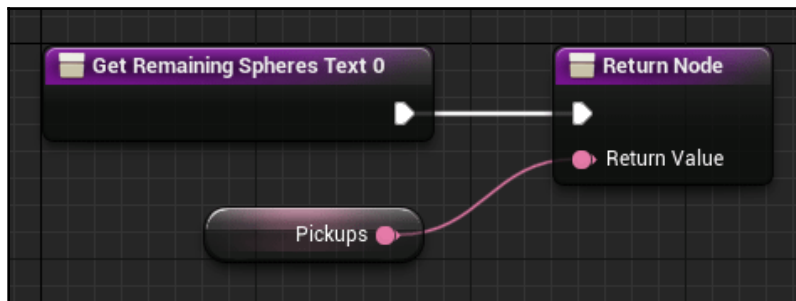 Get Remaining Spheres Text 0
Return Node
Return Value
Pickups